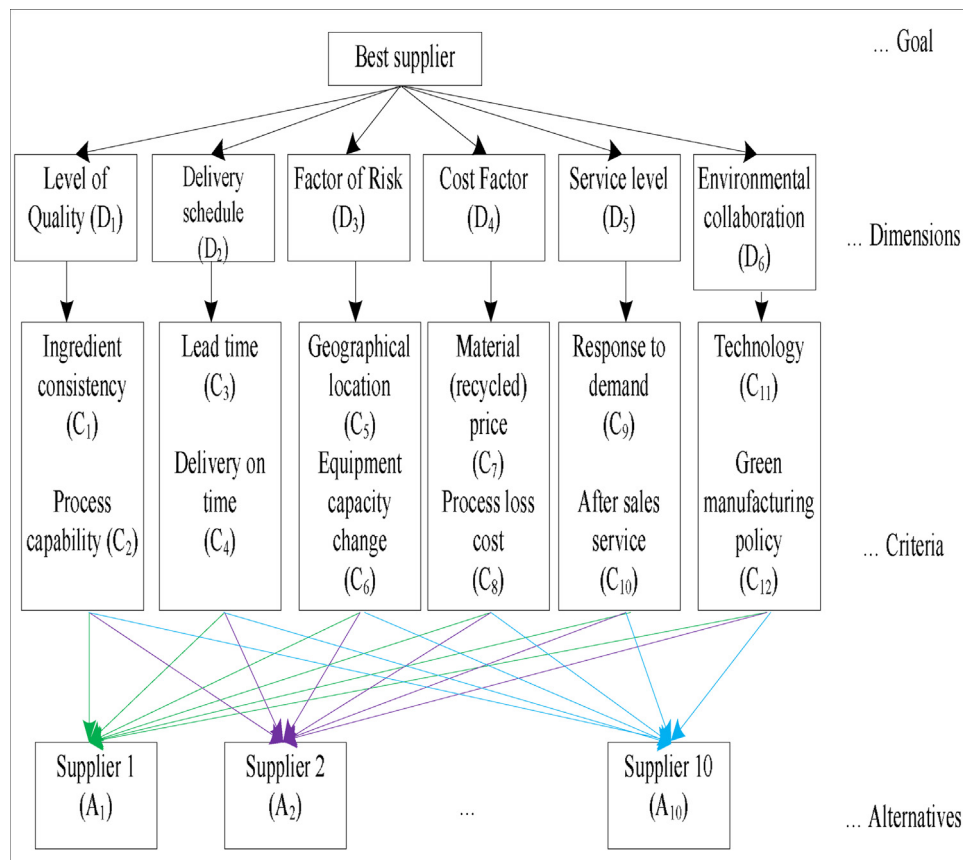 ... Goal
Best supplier
Level of
Quality (D₁)
Delivery
schedule
(D₂)
Factor of Risk
(D₃)
Cost Factor
(D₄)
Service level
(D₅)
Environmental
collaboration
(D₆)
... Dimensions
Ingredient
consistency
(C₁)
Process
capability (C₂)
Lead time
(C₃)
Delivery on
time
(C₄)
Geographical
location
(C₅)
Equipment
capacity
change
(C₆)
Material
(recycled)
price
(C₇)
Process loss
cost
(C₈)
Response to
demand
(C₉)
After sales
service
(C₁₀)
Technology
(C₁₁)
Green
manufacturing
policy
(C₁₂)
... Criteria
Supplier 1
(A₁)
Supplier 2
(A₂)
...
Supplier 10
(A₁₀)
... Alternatives